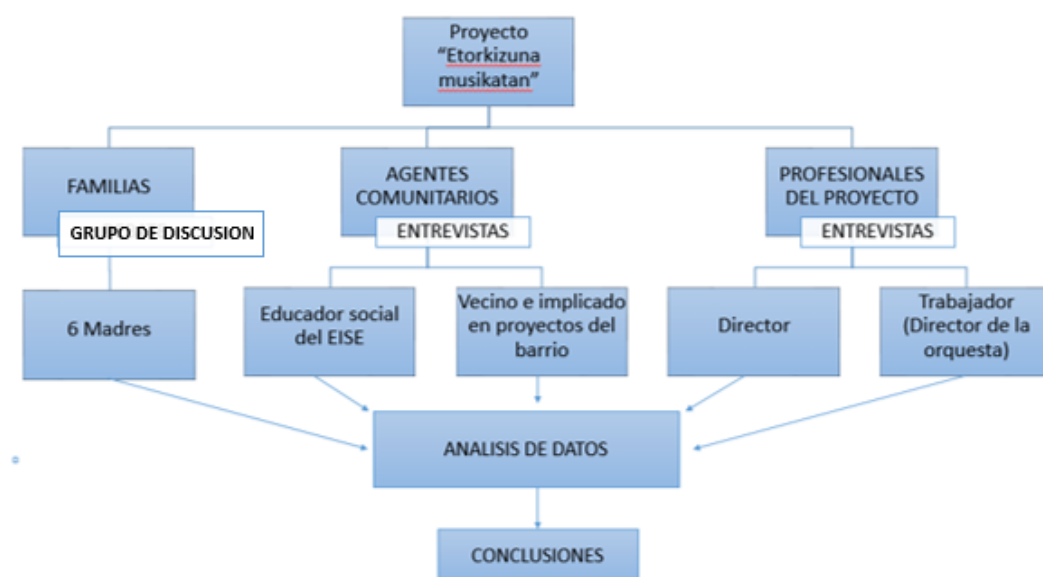 Proyecto
“Etorkizuna
musikatan”
FAMILIAS
GRUPO DE DISCUSION
AGENTES
COMUNITARIOS
ENTREVISTAS
PROFESIONALES
DEL PROYECTO
ENTREVISTAS
6 Madres
Educador social
del EISE
Vecino e implicado
en proyectos del
barrio
Director
Trabajador
(Director de la
orquesta)
ANALISIS DE DATOS
CONCLUSIONES